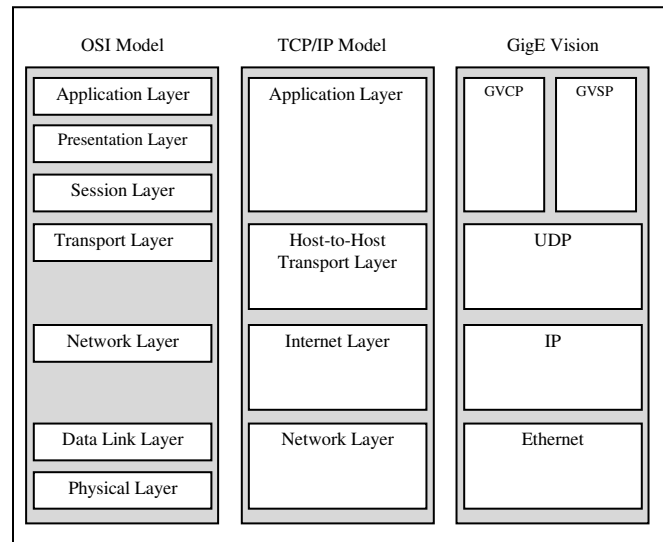 OSI Model
Application Layer
Presentation Layer
Session Layer
Transport Layer
Network Layer
Data Link Layer
Physical Layer
TCP/IP Model
Application Layer
Host-to-Host
Transport Layer
Internet Layer
Network Layer
GigE Vision
GVCP
GVSP
UDP
IP
Ethernet